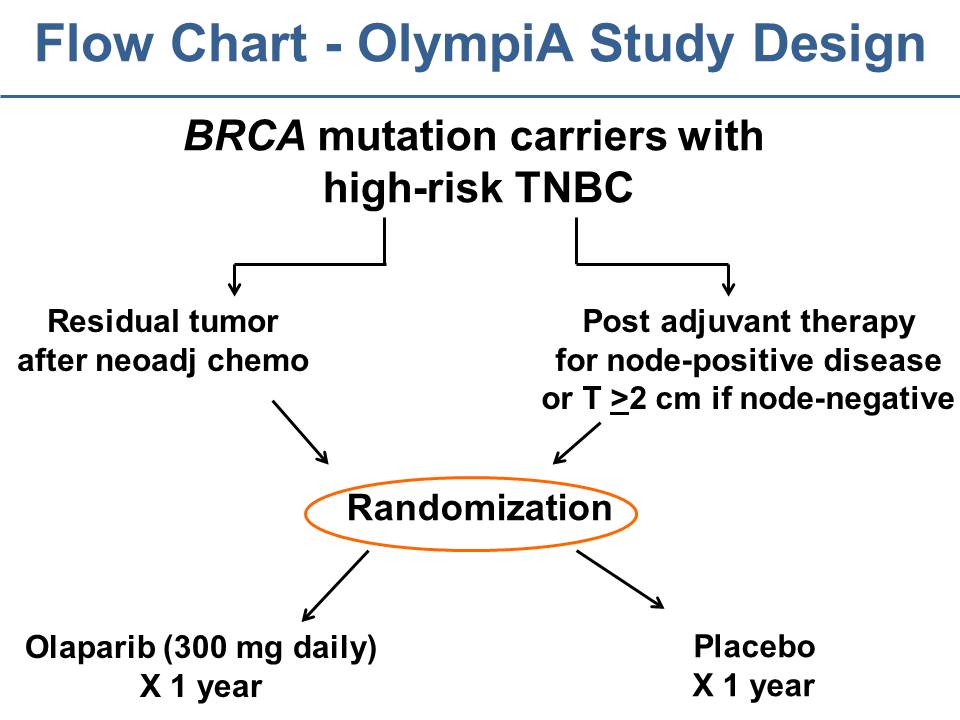 Flow Chart - OlympiA Study Design
BRCA mutation carriers with
high-risk TNBC
Residual tumor
after neoadj chemo
Post adjuvant therapy
for node-positive disease
or T >2 cm if node-negative
Randomization
Olaparib (300 mg daily)
X 1 year
Placebo
X 1 year